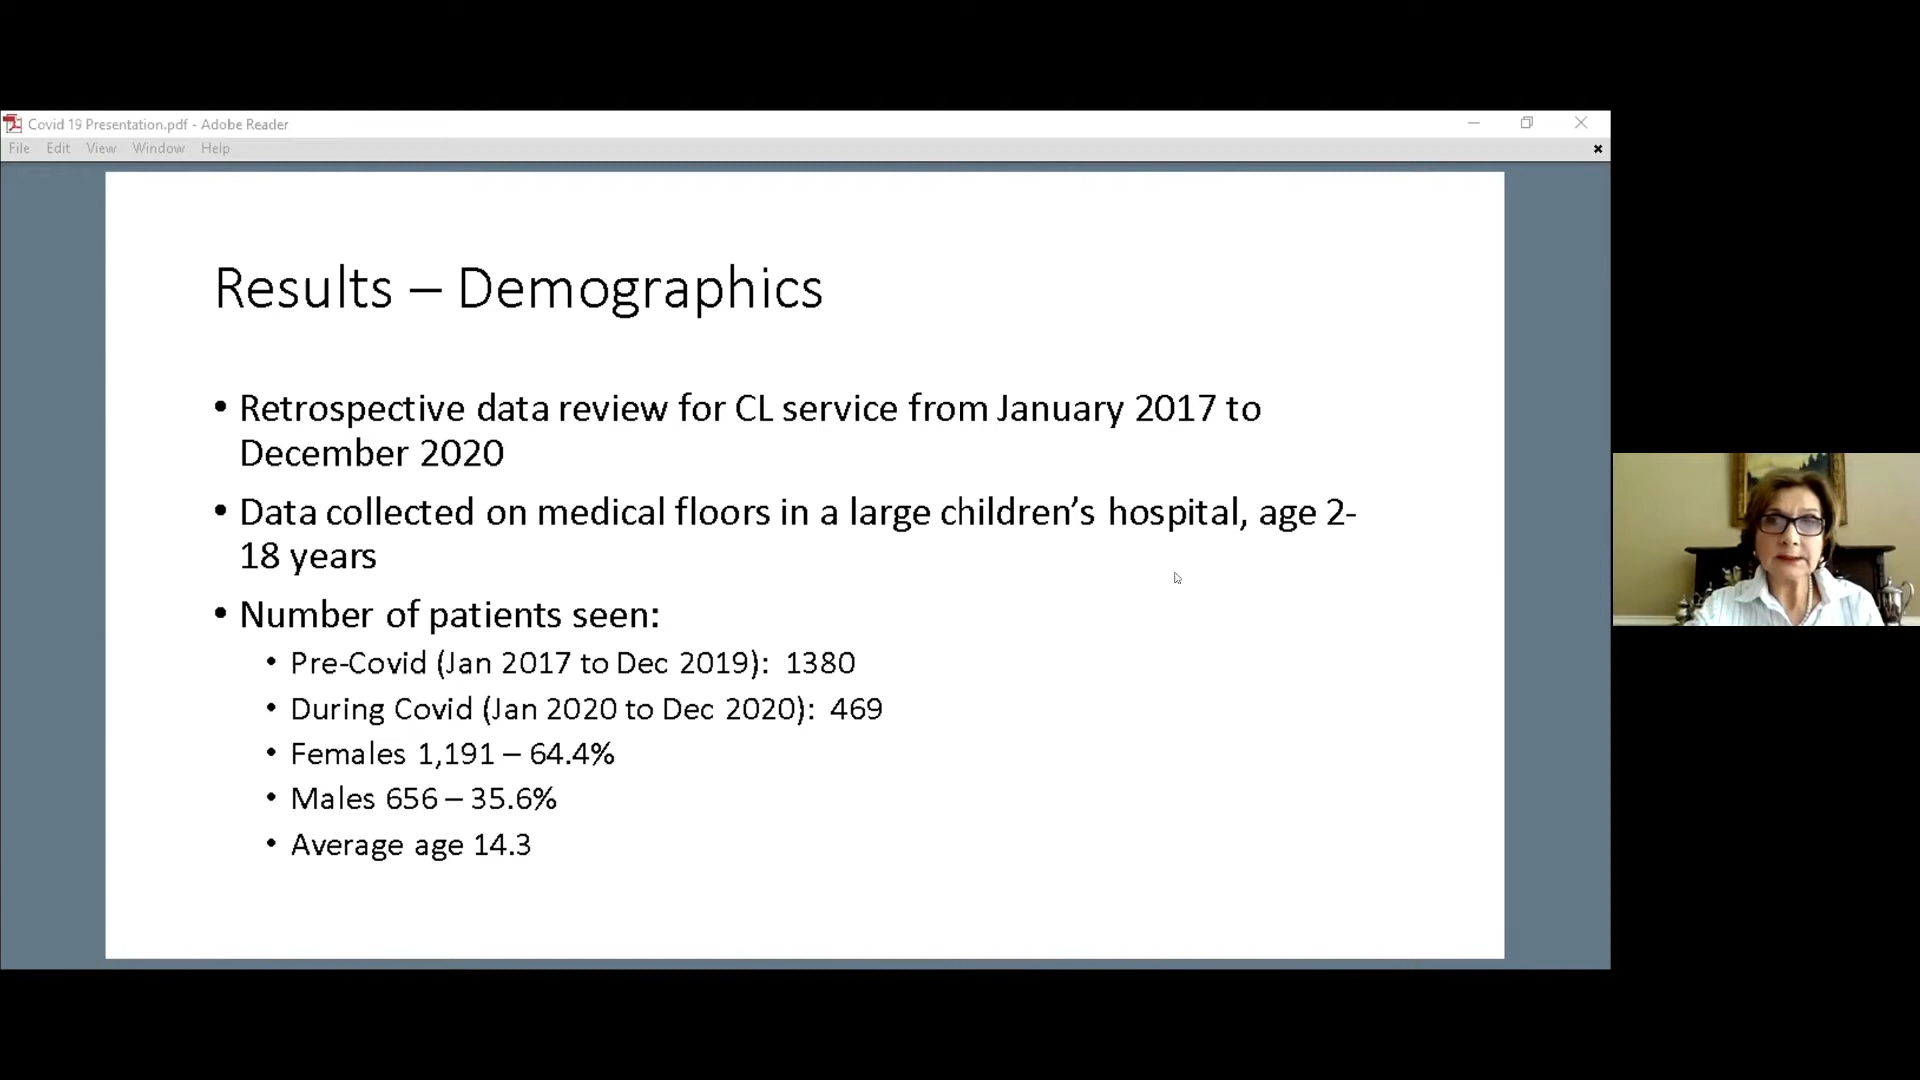 Covid 19 Presentation.pdf - Adobe Reader
File Edit View Window Help
Results – Demographics
• Retrospective data review for CL service from January 2017 to
December 2020
• Data collected on medical floors in a large children’s hospital, age 2-
18 years
• Number of patients seen:
• Pre-Covid (Jan 2017 to Dec 2019): 1380
• During Covid (Jan 2020 to Dec 2020): 469
• Females 1,191 – 64.4%
• Males 656 – 35.6%
• Average age 14.3